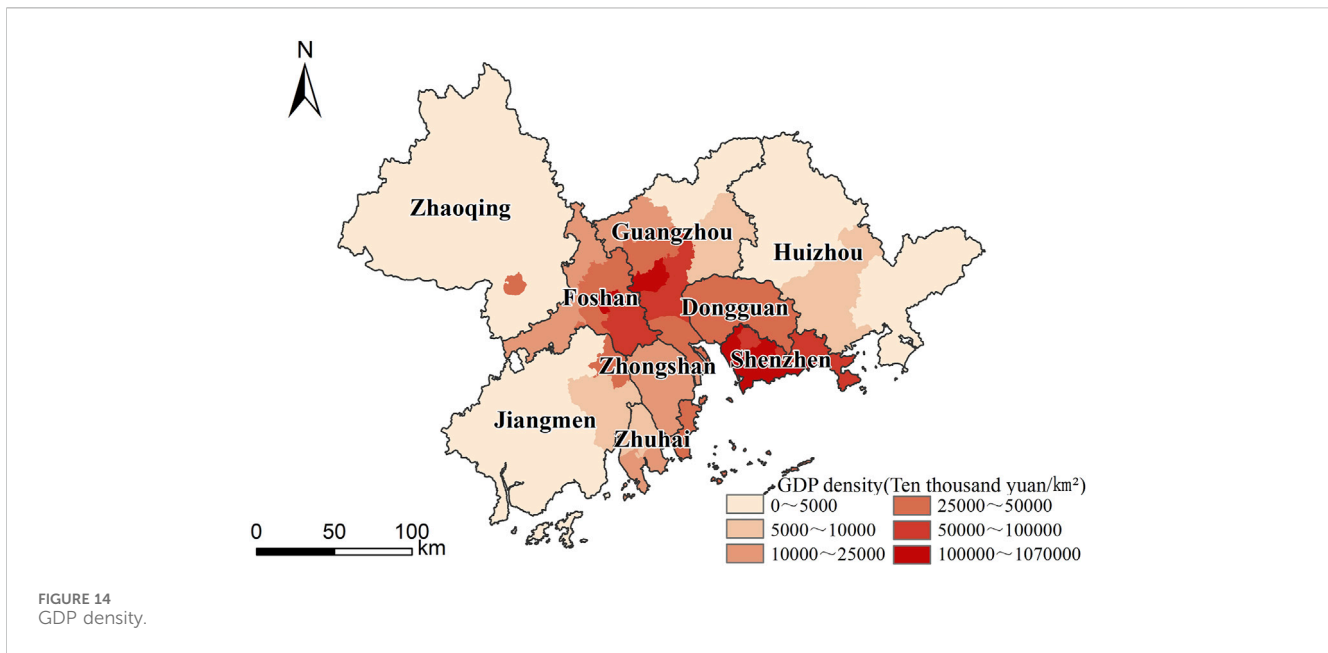 N
Zhaoqing
Guangzhou
Huizhou
Foshan
Dongguan
Shenzhen
Zhongshan
Jiangmen
Zhuhai
GDP density(Ten thousand yuan/㎢)
0～5000
25000～50000
5000～10000
50000～100000
10000～25000
100000～1070000
0 50 100
km
FIGURE 14
GDP density.